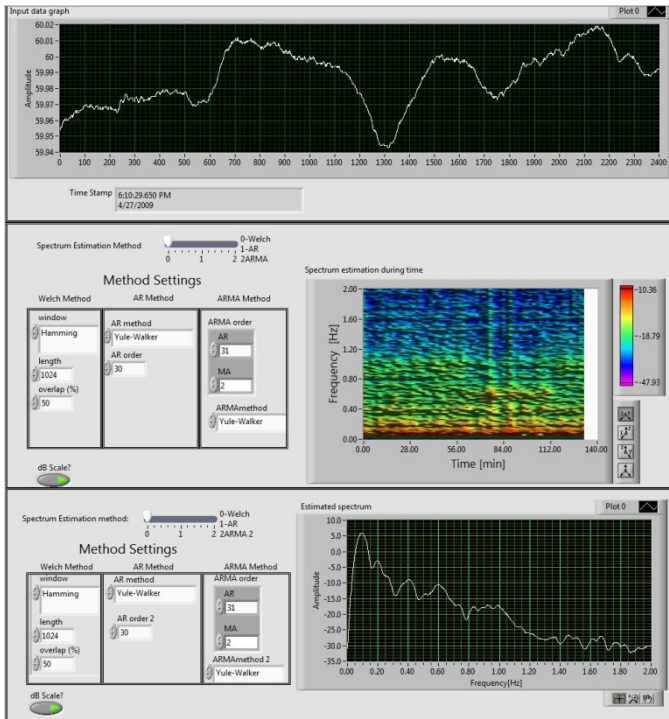 Input data graph
Plot 0
60.02
60.01
60
59.99
59.98
59.97
59.96
59.95
59.94
Amplitude
0 100 200 300 400 500 600 700 800 900 1000 1100 1200 1300 1400 1500 1600 1700 1800 1900 2000 2100 2200 2300 2400
Time Stamp
6:10:29.650 PM
4/27/2009
Spectrum Estimation Method
0-Welch
1-AR
2ARMA
0 1 2
Method Settings
Welch Method
AR Method
ARMA Method
window
Hamming
length
1024
overlap (%)
50
AR method
Yule-Walker
AR order
30
ARMA order
AR
31
MA
2
ARMAmethod
Yule-Walker
dB Scale?
Spectrum estimation during time
2.00
1.60
1.20
0.80
0.40
0.00
Frequency [Hz]
0.00 28.00 56.00 84.00 112.00 140.00
Time [min]
-10.36
-18.79
-47.93
Spectrum Estimation method:
0-Welch
1-AR
2ARMA 2
0 1 2
Method Settings
Welch Method
AR Method
ARMA Method
window
Hamming
length
1024
overlap (%)
50
AR method
Yule-Walker
AR order 2
30
ARMA order
AR
31
MA
2
ARMAmethod 2
Yule-Walker
dB Scale?
Estimated spectrum
Plot 0
10.0
5.0
0.0
-5.0
-10.0
-15.0
-20.0
-25.0
-30.0
-35.0
Amplitude
0.00 0.20 0.40 0.60 0.80 1.00 1.20 1.40 1.60 1.80 2.00
Frequency[Hz]